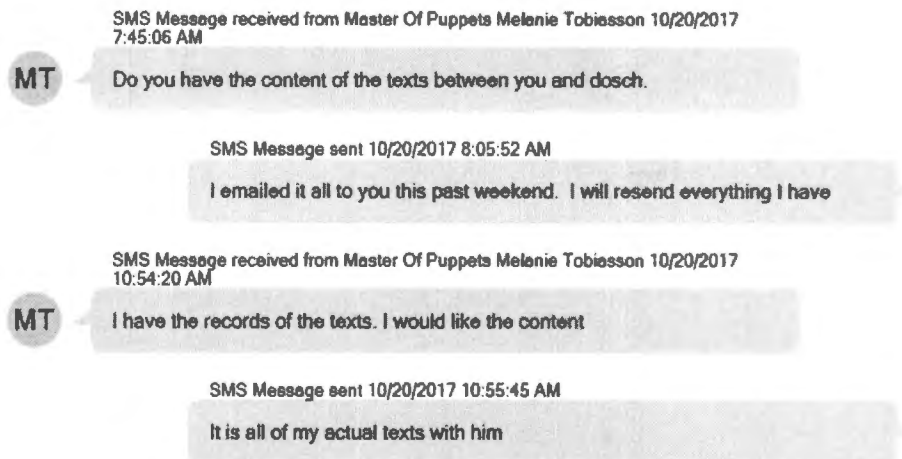 SMS Message received from Master Of Puppets Melanie Tobiasson 10/20/2017
7:45:06 AM
MT
Do you have the content of the texts between you and dosch.
SMS Message sent 10/20/2017 8:05:52 AM
I emailed it all to you this past weekend. I will resend everything I have
SMS Message received from Master Of Puppets Melanie Tobiasson 10/20/2017
10:54:20 AM
MT
I have the records of the texts. I would like the content
SMS Message sent 10/20/2017 10:55:45 AM
It is all of my actual texts with him